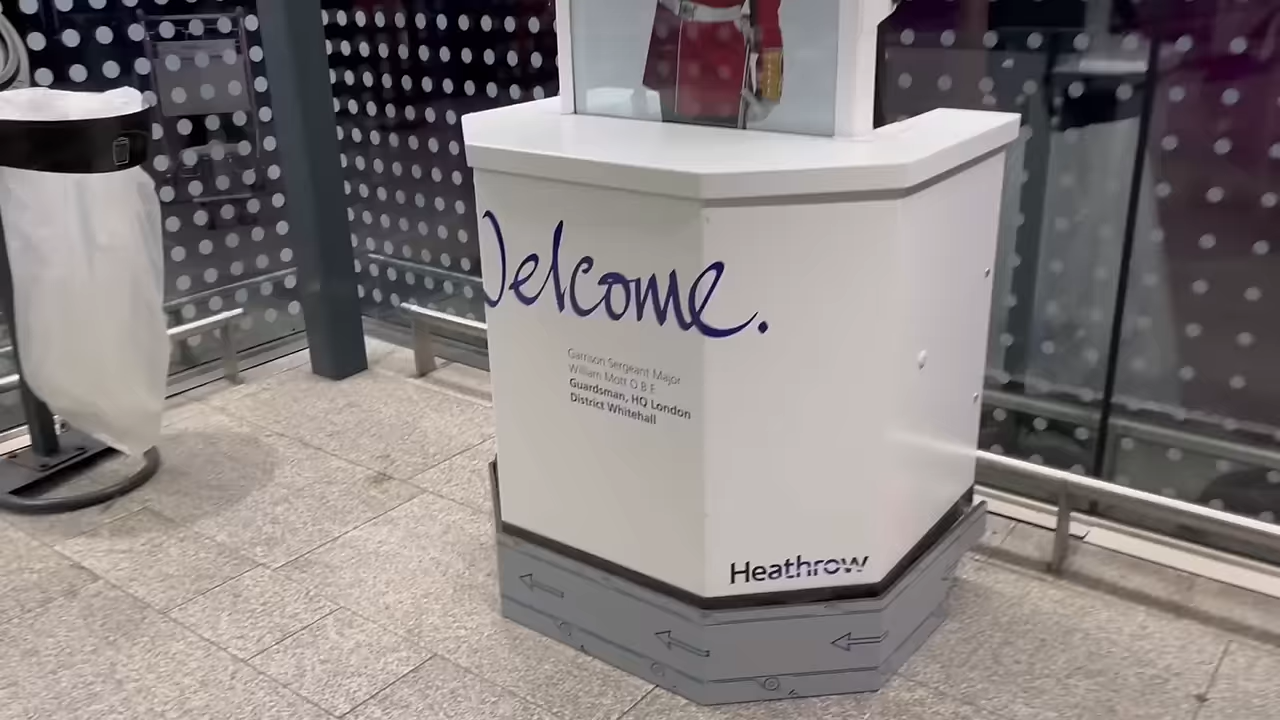 Welcome.
Garrison Sergeant Major
William Mott O B E
Guardsman, HQ London
District Whitehall
Heathrow